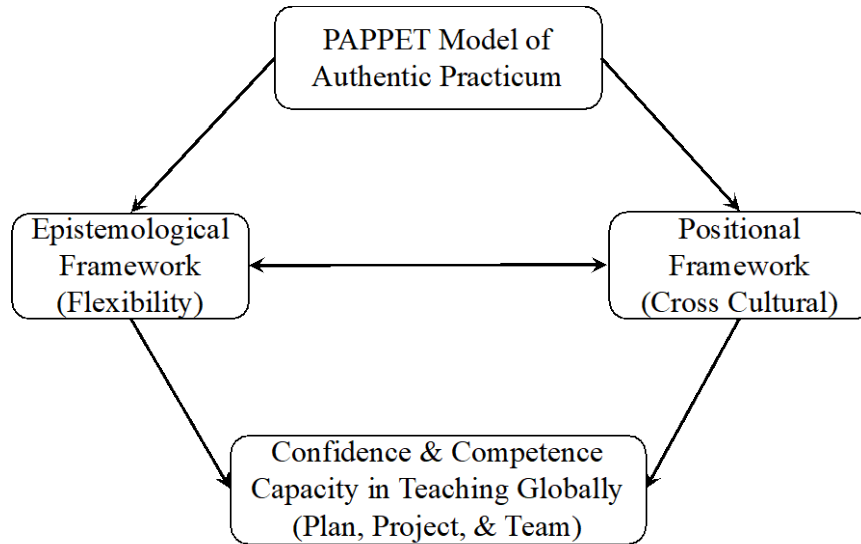 PAPPET Model of
Authentic Practicum
Epistemological
Framework
(Flexibility)
Positional
Framework
(Cross Cultural)
Confidence & Competence
Capacity in Teaching Globally
(Plan, Project, & Team)